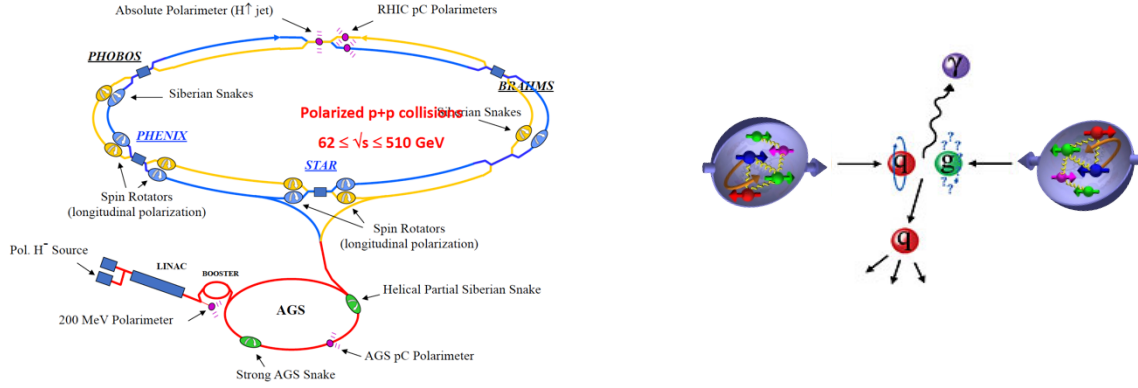 Absolute Polarimeter (H↑ jet)
RHIC pC Polarimeters
PHOBOS
BRAHMS
Siberian Snakes
Polarized p+p collisions
Siberian Snakes
62 ≤ √s ≤ 510 GeV
PHENIX
STAR
Spin Rotators
(longitudinal polarization)
Spin Rotators
(longitudinal polarization)
Pol. H⁻ Source
LINAC
BOOSTER
Helical Partial Siberian Snake
AGS
200 MeV Polarimeter
AGS pC Polarimeter
Strong AGS Snake
γ
q
g
? ? ?
? ? ?
q